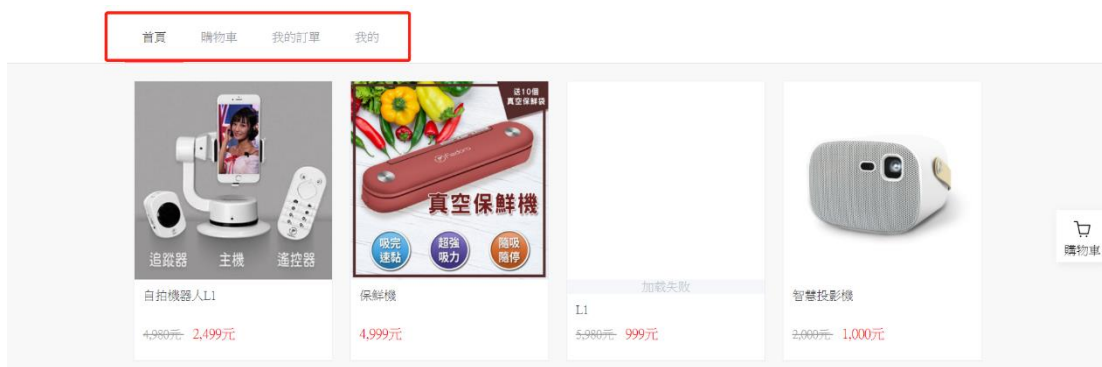 首頁 購物車 我的訂單 我的
送10個
真空保鮮袋
真空保鮮機
吸完
速黏
超強
吸力
隨吸
隨停
追蹤器 主機 遙控器
加载失败
自拍機器人L1
4,980元 2,499元
保鮮機
4,999元
L1
5,980元 999元
智慧投影機
2,000元 1,000元
購物車